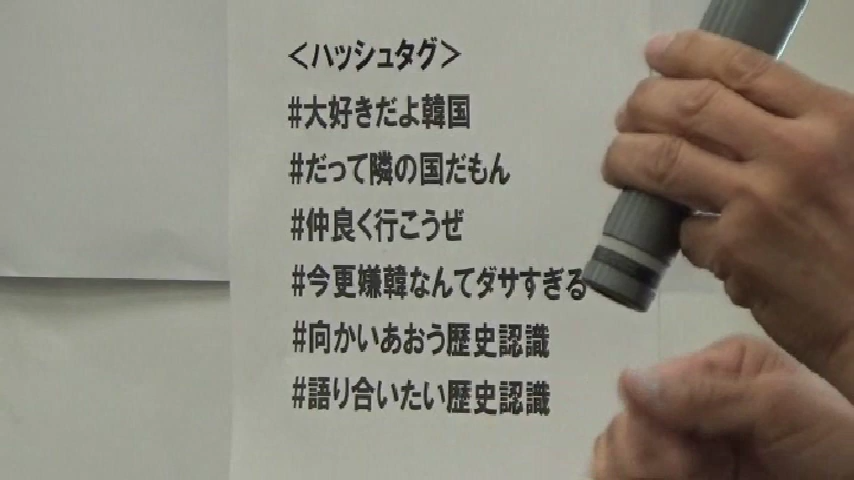 ＜ハッシュタグ＞
#大好きだよ韓国
#だって隣の国だもん
#仲良く行こうぜ
#今更嫌韓なんてダサすぎる
#向かいあおう歴史認識
#語り合いたい歴史認識